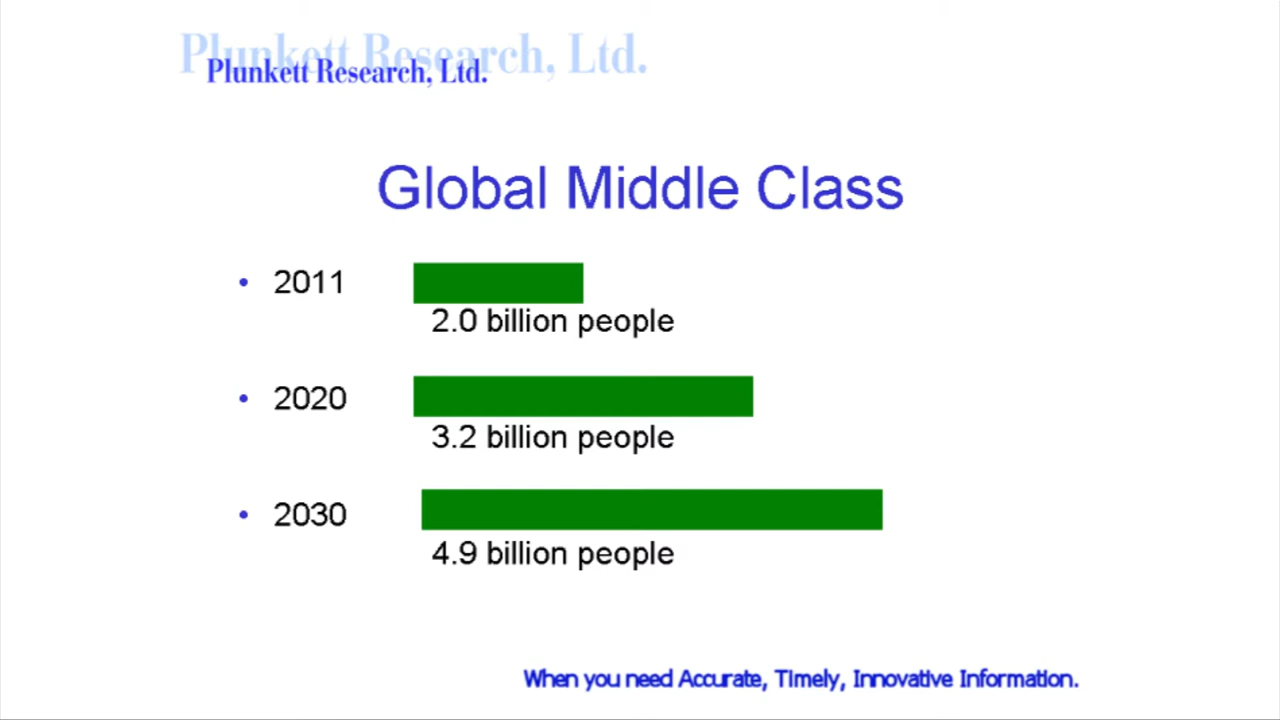 Plunkett Research, Ltd.
Plunkett Research, Ltd.
Global Middle Class
• 2011
2.0 billion people
• 2020
3.2 billion people
• 2030
4.9 billion people
When you need Accurate, Timely, Innovative Information.